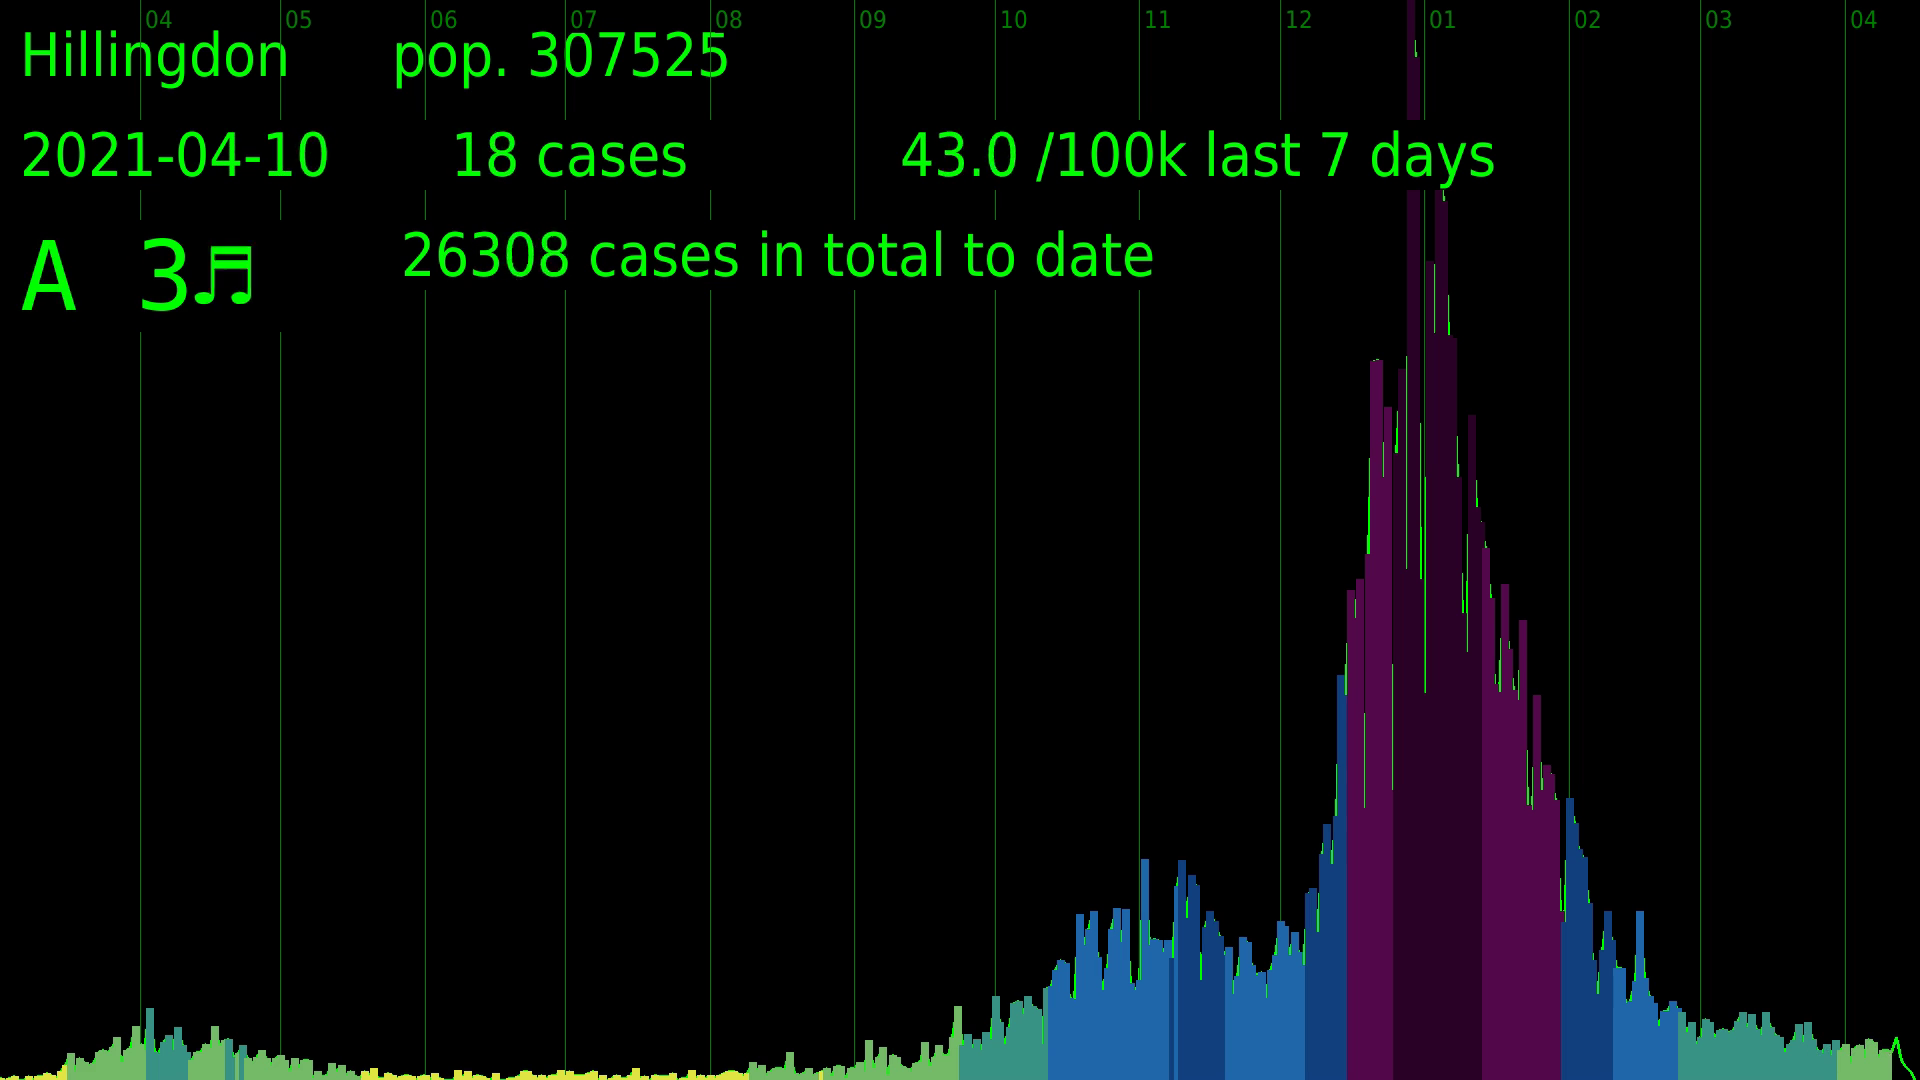 04 05 06 07 08 09 10 11 12 01 02 03 04
Hillingdon pop. 307525
2021-04-10 18 cases 43.0 /100k last 7 days
A 3♬ 26308 cases in total to date